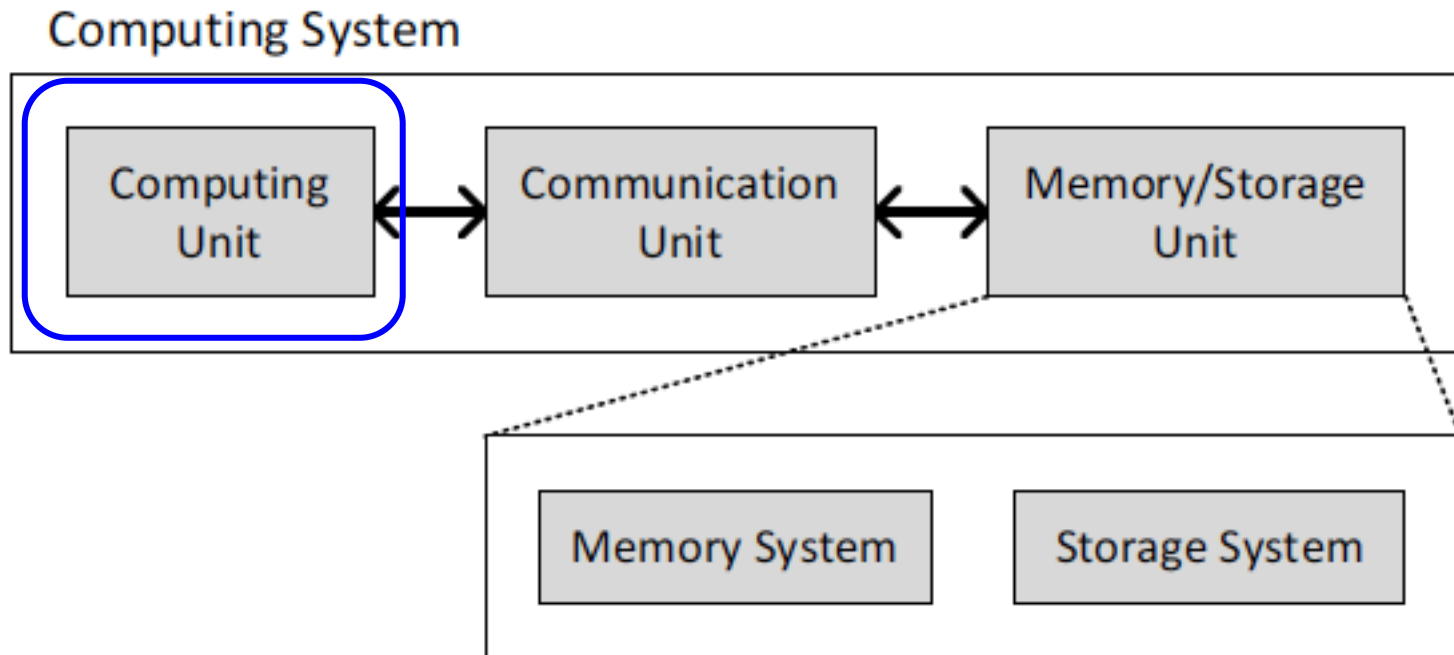 Computing System
Computing
Unit
Communication
Unit
Memory/Storage
Unit
Memory System
Storage System